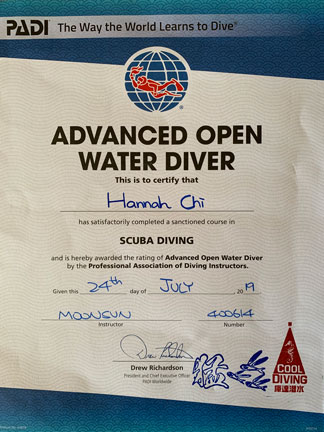 PADI The Way the World Learns to Dive®
ADVANCED OPEN
WATER DIVER
This is to certify that
Hannah Chi
has satisfactorily completed a sanctioned course in
SCUBA DIVING
and is hereby awarded the rating of Advanced Open Water Diver
by the Professional Association of Diving Instructors.
Given this 24th day of JULY, 2019
MOONSUN 400614
Instructor Number
Drew Richardson
President and Chief Executive Officer
PADI Worldwide
COOL
DIVING